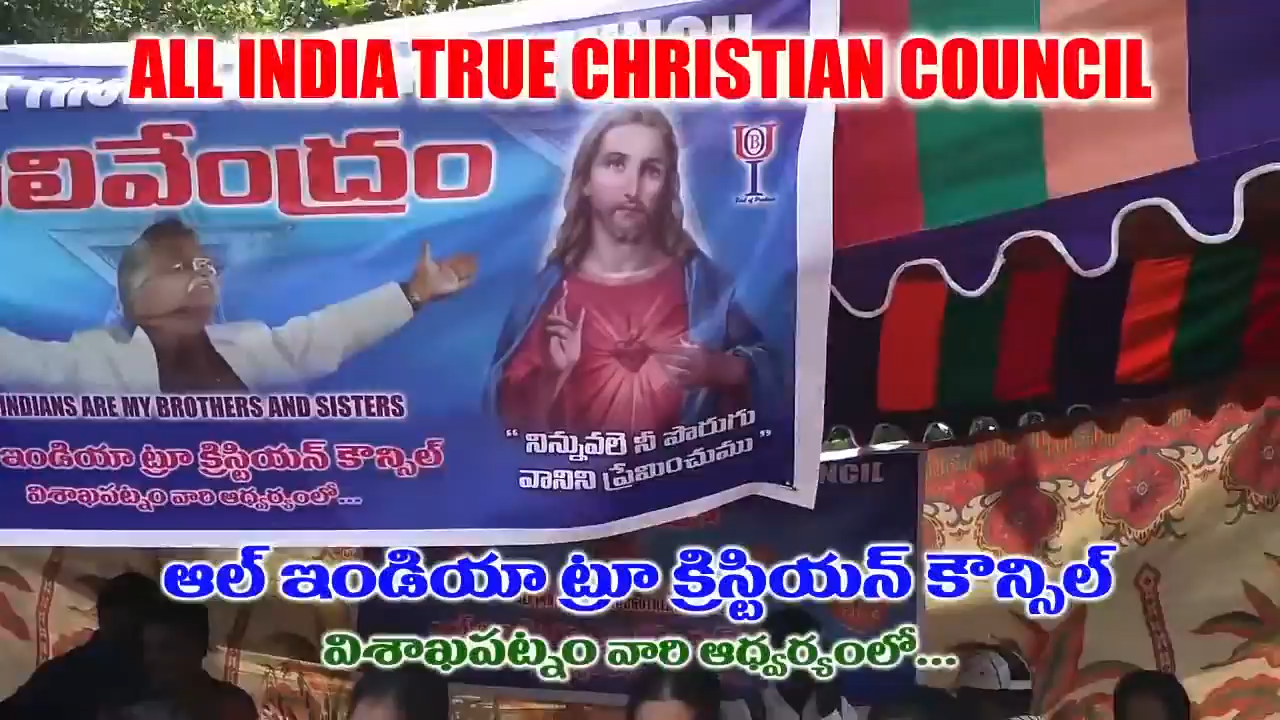 ALL INDIA TRUE CHRISTIAN COUNCIL
INDIANS ARE MY BROTHERS AND SISTERS
ఇండియా ట్రూ క్రిస్టియన్ కౌన్సిల్
విశాఖపట్నం వారి ఆధ్వర్యంలో...
“ నిన్నువలె నీ పొరుగు
వానిని ప్రేమించుము ”
NCIL
ఆల్ ఇండియా ట్రూ క్రిస్టియన్ కౌన్సిల్
విశాఖపట్నం వారి ఆధ్వర్యంలో...